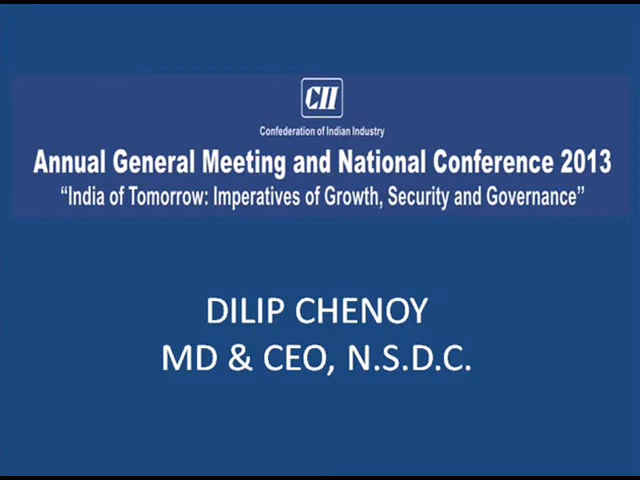 CII
Confederation of Indian Industry
Annual General Meeting and National Conference 2013
“India of Tomorrow: Imperatives of Growth, Security and Governance”
DILIP CHENOY
MD & CEO, N.S.D.C.